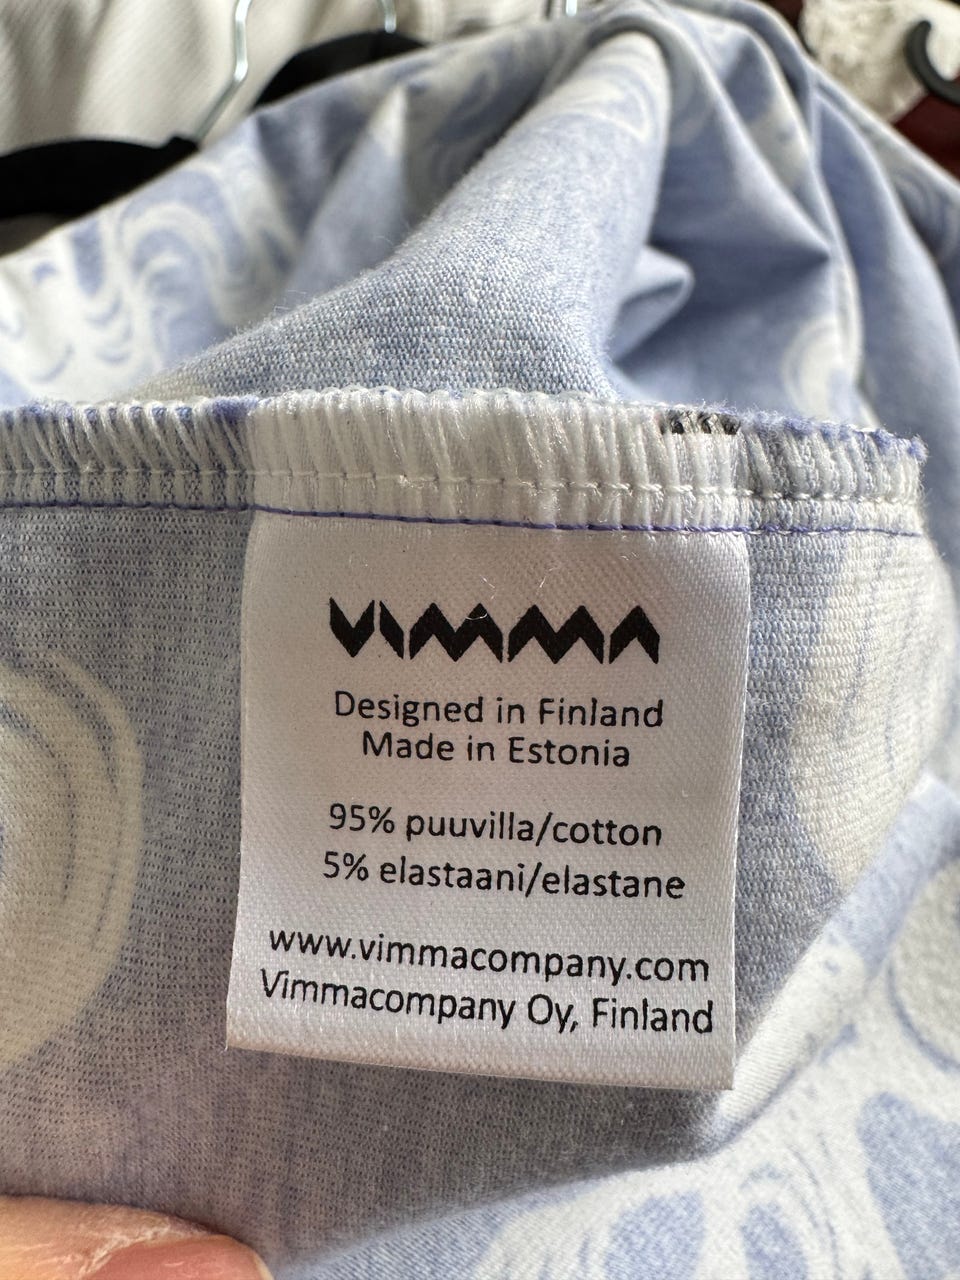 VIMMA
Designed in Finland
Made in Estonia
95% puuvilla/cotton
5% elastaani/elastane
www.vimmacompany.com
Vimmacompany Oy, Finland